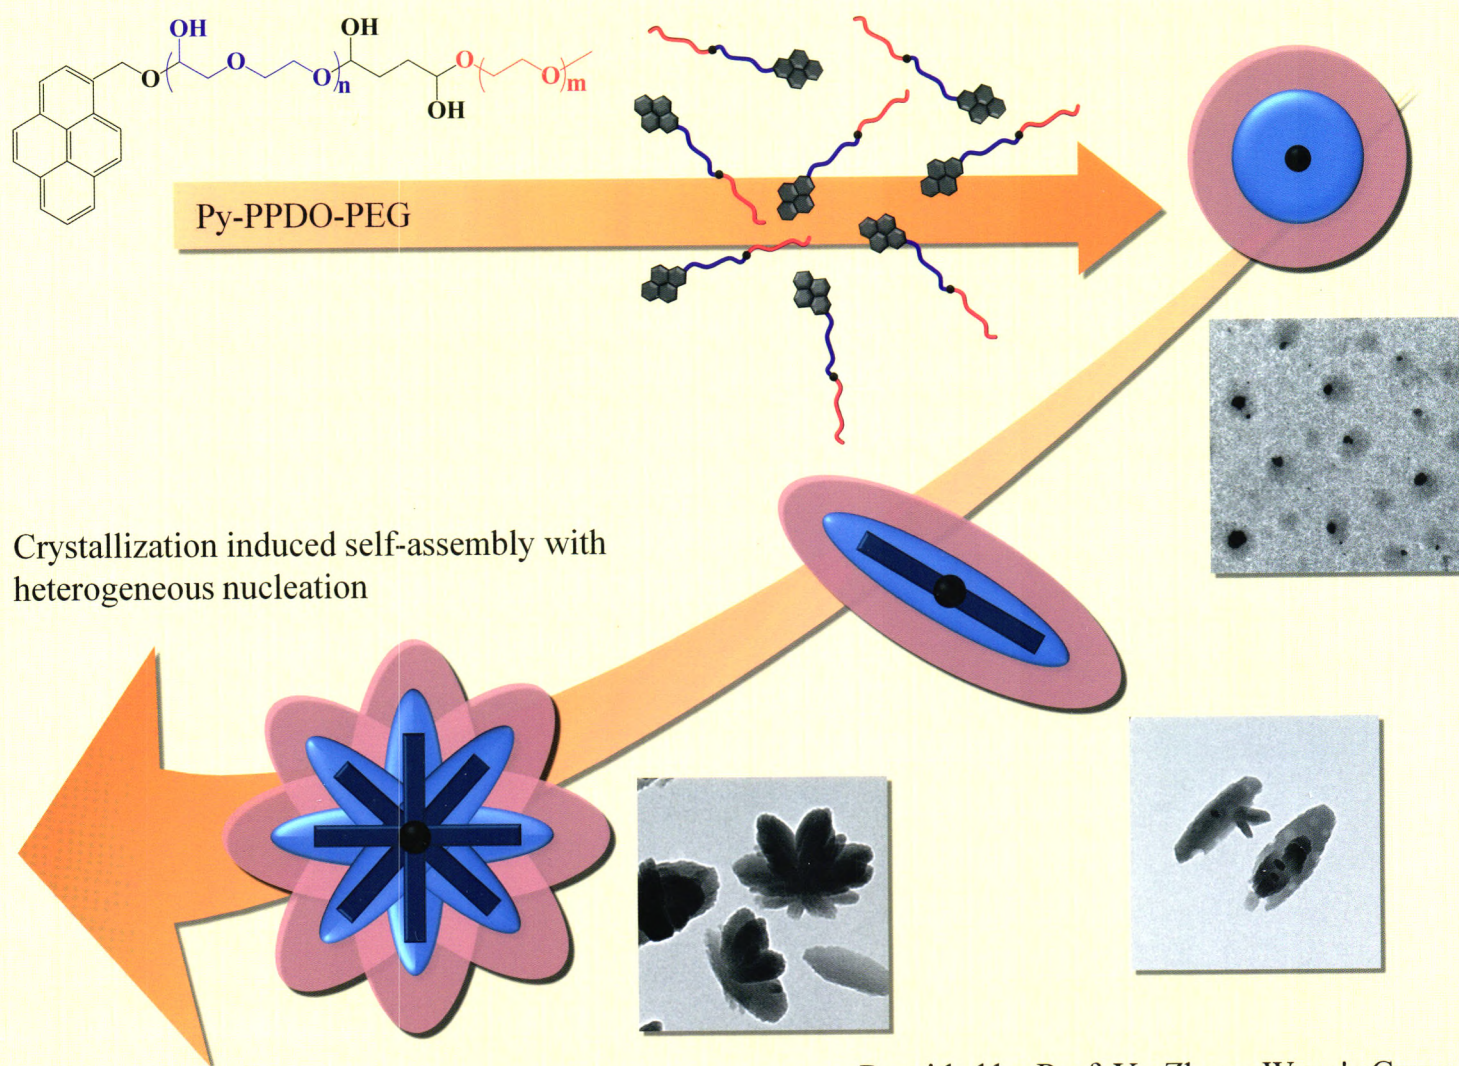 OH
OH
O
O
O
n
OH
O
O
m
Py-PPDO-PEG
Crystallization induced self-assembly with
heterogeneous nucleation